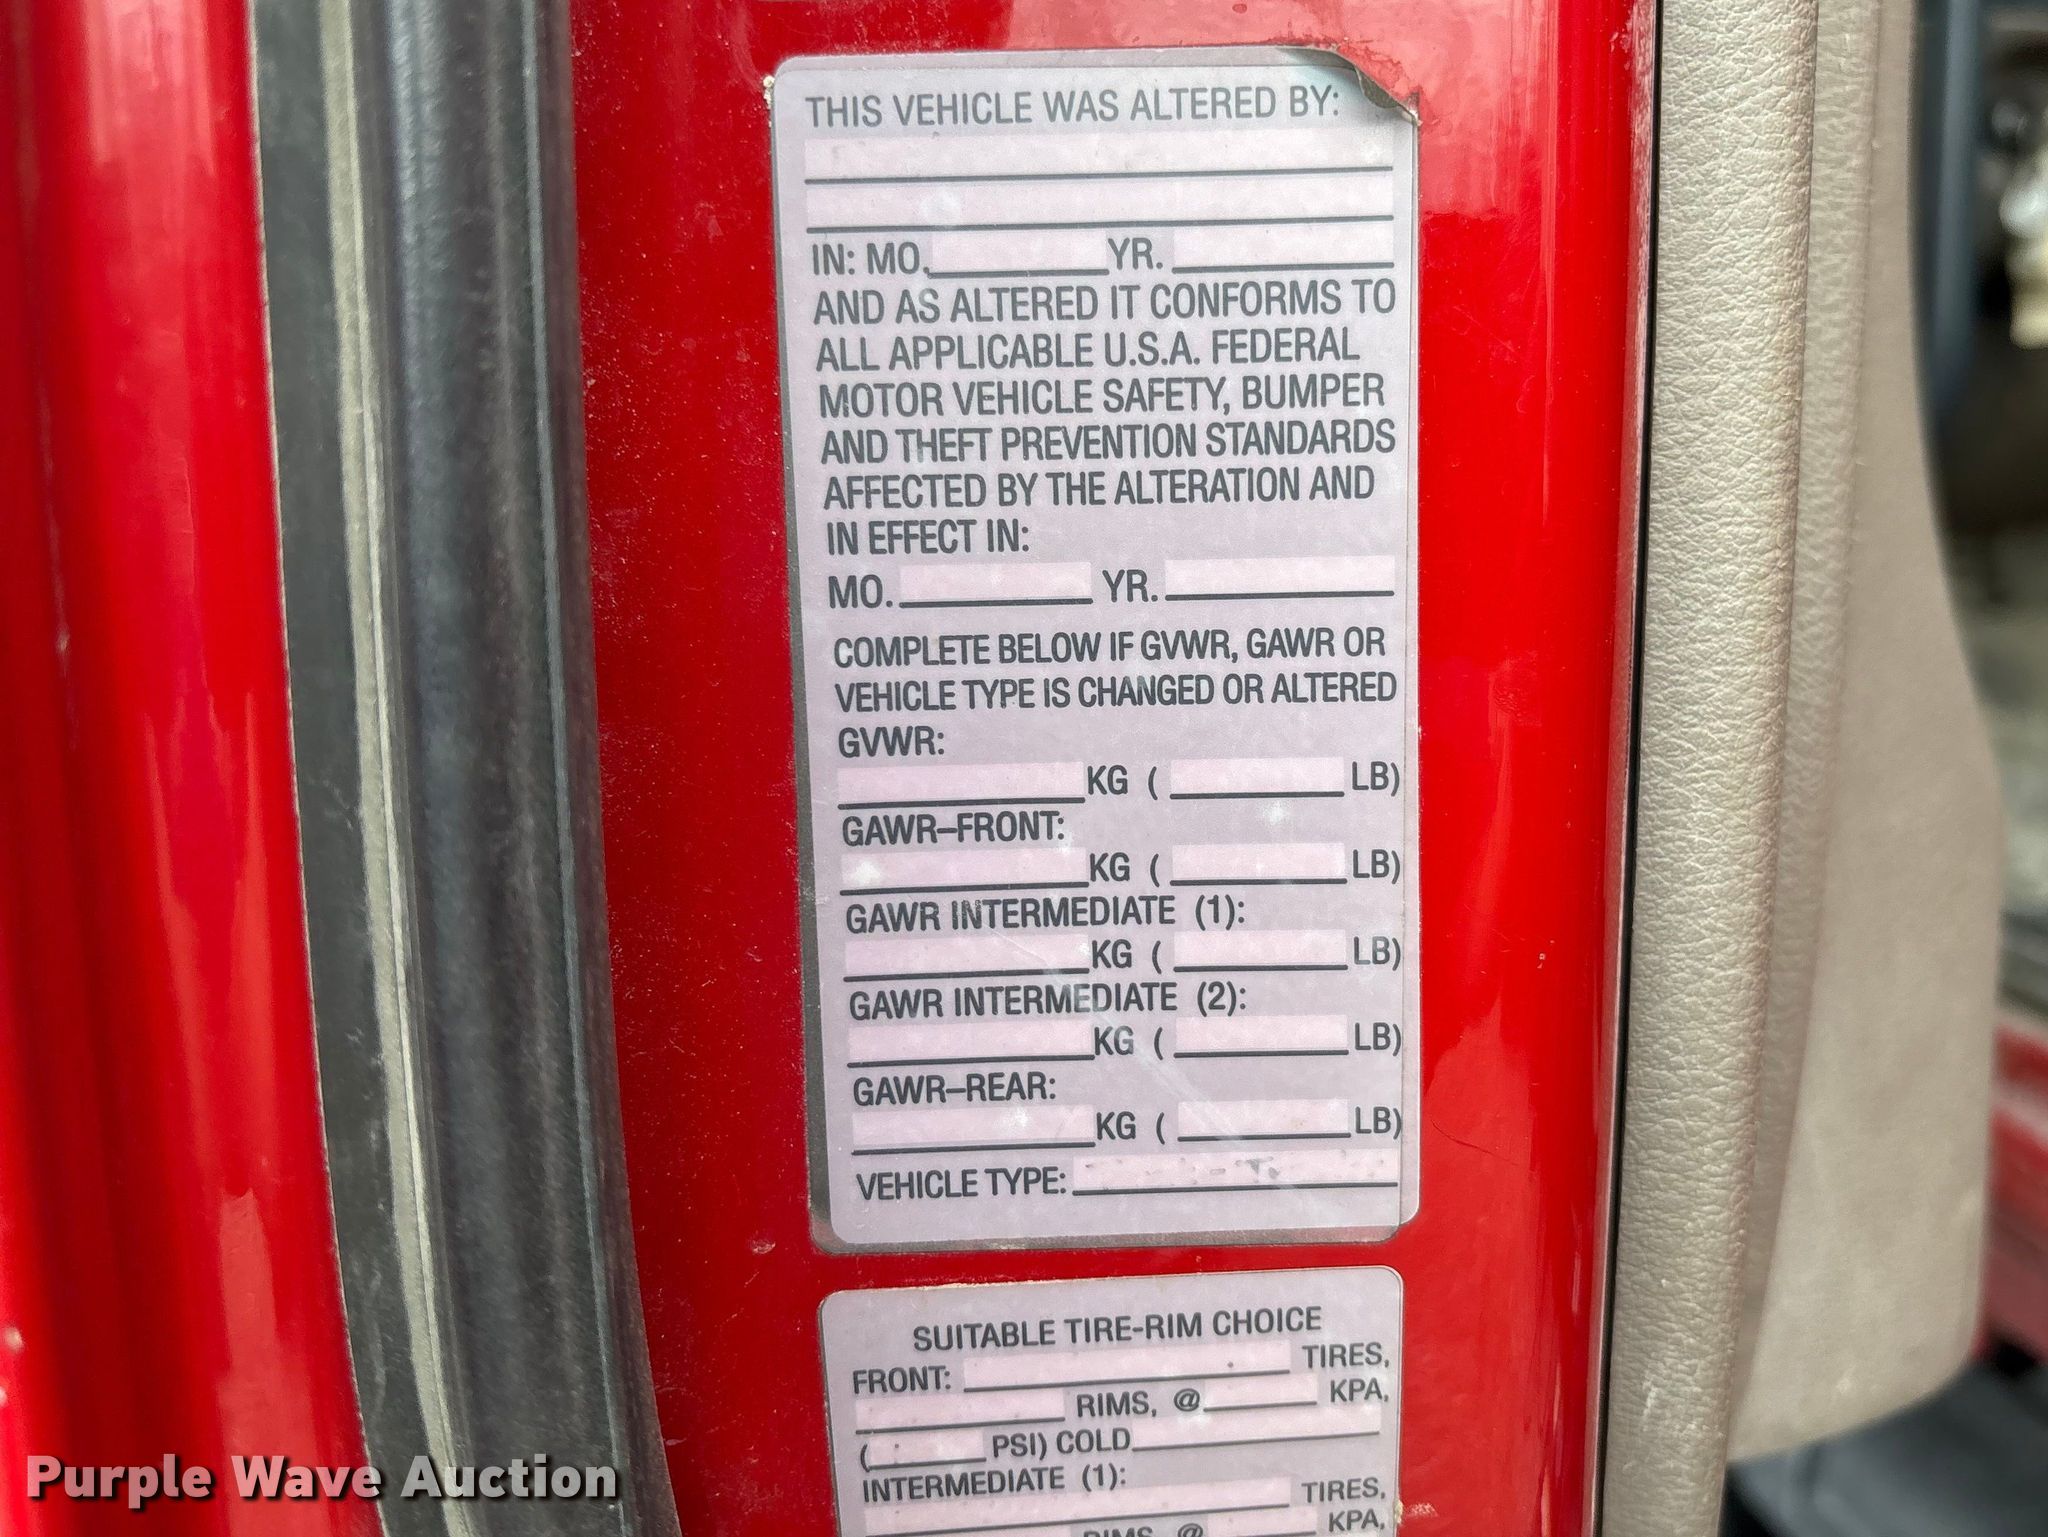 THIS VEHICLE WAS ALTERED BY:
IN: MO. YR.
AND AS ALTERED IT CONFORMS TO
ALL APPLICABLE U.S.A. FEDERAL
MOTOR VEHICLE SAFETY, BUMPER
AND THEFT PREVENTION STANDARDS
AFFECTED BY THE ALTERATION AND
IN EFFECT IN:
MO. YR.
COMPLETE BELOW IF GVWR, GAWR OR
VEHICLE TYPE IS CHANGED OR ALTERED
GVWR:
KG ( LB)
GAWR–FRONT:
KG ( LB)
GAWR INTERMEDIATE (1):
KG ( LB)
GAWR INTERMEDIATE (2):
KG ( LB)
GAWR–REAR:
KG ( LB)
VEHICLE TYPE:
SUITABLE TIRE-RIM CHOICE
FRONT: TIRES,
RIMS, @ KPA,
( PSI) COLD
INTERMEDIATE (1):
TIRES,
RIMS @ KPA,
Purple Wave Auction